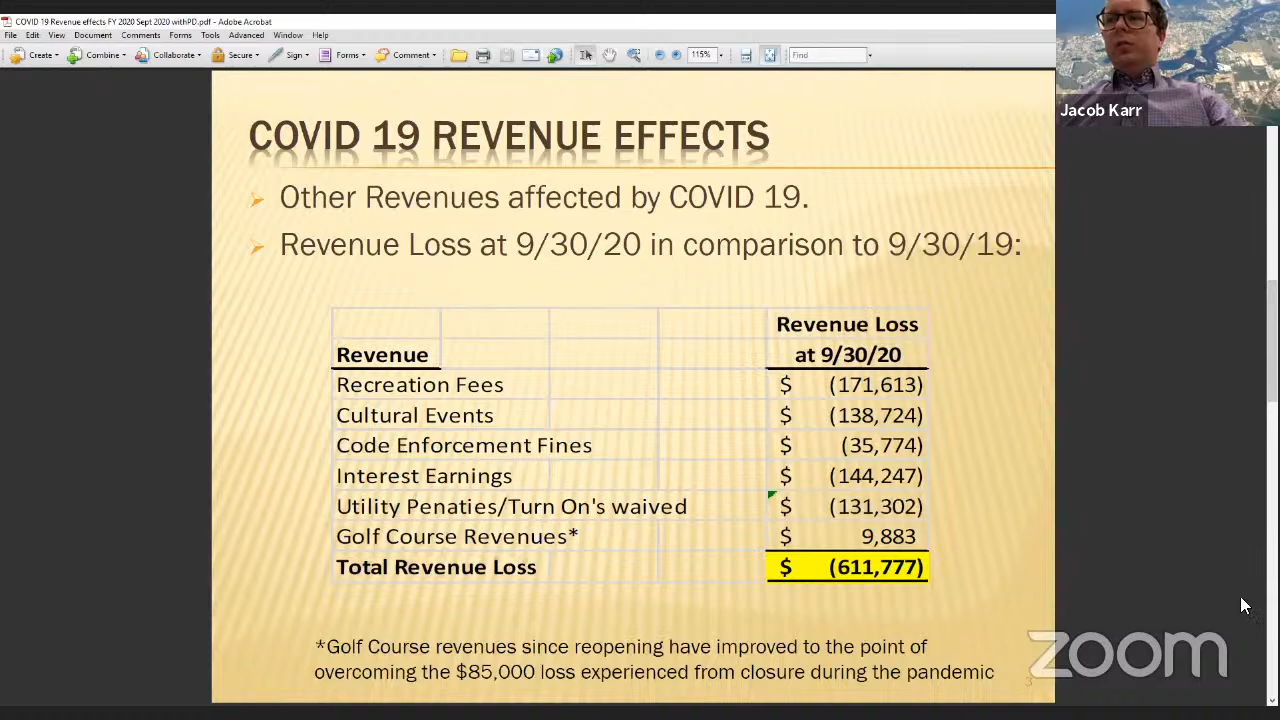 COVID 19 Revenue effects FY 2020 Sept 2020 withPD.pdf - Adobe Acrobat
File Edit View Document Comments Forms Tools Advanced Window Help
Create Combine Collaborate Secure Sign Forms Comment 115% Find
Jacob Karr
COVID 19 REVENUE EFFECTS
Other Revenues affected by COVID 19.
Revenue Loss at 9/30/20 in comparison to 9/30/19:
Revenue Loss
Revenue at 9/30/20
Recreation Fees $ (171,613)
Cultural Events $ (138,724)
Code Enforcement Fines $ (35,774)
Interest Earnings $ (144,247)
Utility Penaties/Turn On's waived $ (131,302)
Golf Course Revenues* $ 9,883
Total Revenue Loss $ (611,777)
*Golf Course revenues since reopening have improved to the point of
overcoming the $85,000 loss experienced from closure during the pandemic
3
zoom